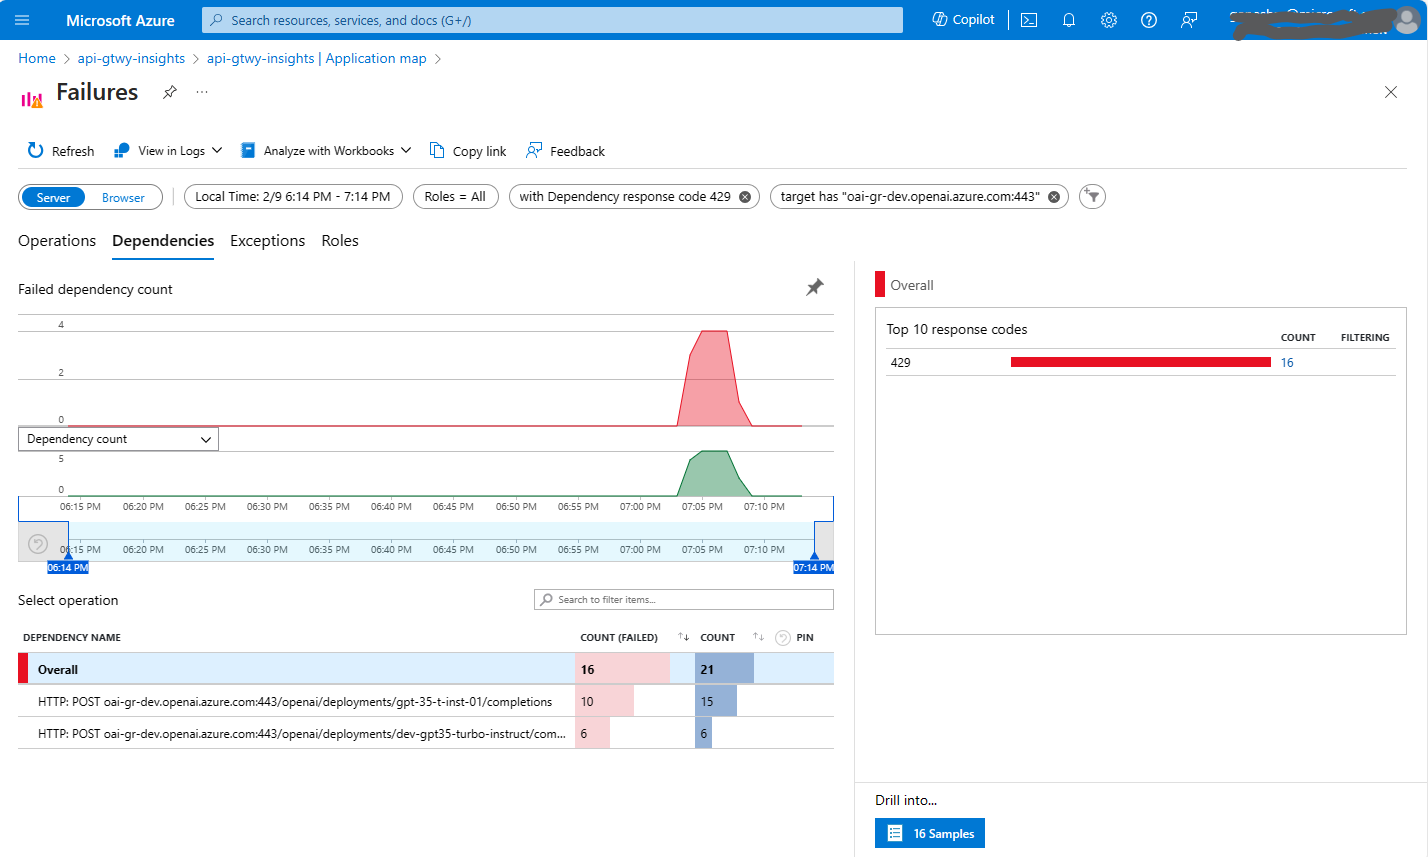 Microsoft Azure
Search resources, services, and docs (G+/)
Copilot
Home > api-gtwy-insights > api-gtwy-insights | Application map >
Failures
Refresh
View in Logs
Analyze with Workbooks
Copy link
Feedback
Server
Browser
Local Time: 2/9 6:14 PM - 7:14 PM
Roles = All
with Dependency response code 429
target has "oai-gr-dev.openai.azure.com:443"
Operations
Dependencies
Exceptions
Roles
Failed dependency count
4
2
0
Dependency count
5
0
06:15 PM 06:20 PM 06:25 PM 06:30 PM 06:35 PM 06:40 PM 06:45 PM 06:50 PM 06:55 PM 07:00 PM 07:05 PM 07:10 PM
06:15 PM 06:20 PM 06:25 PM 06:30 PM 06:35 PM 06:40 PM 06:45 PM 06:50 PM 06:55 PM 07:00 PM 07:05 PM 07:10 PM
06:14 PM
07:14 PM
Select operation
Search to filter items...
DEPENDENCY NAME COUNT (FAILED) COUNT PIN
Overall 16 21
HTTP: POST oai-gr-dev.openai.azure.com:443/openai/deployments/gpt-35-t-inst-01/completions 10 15
HTTP: POST oai-gr-dev.openai.azure.com:443/openai/deployments/dev-gpt35-turbo-instruct/com... 6 6
Overall
Top 10 response codes
COUNT FILTERING
429 16
Drill into...
16 Samples